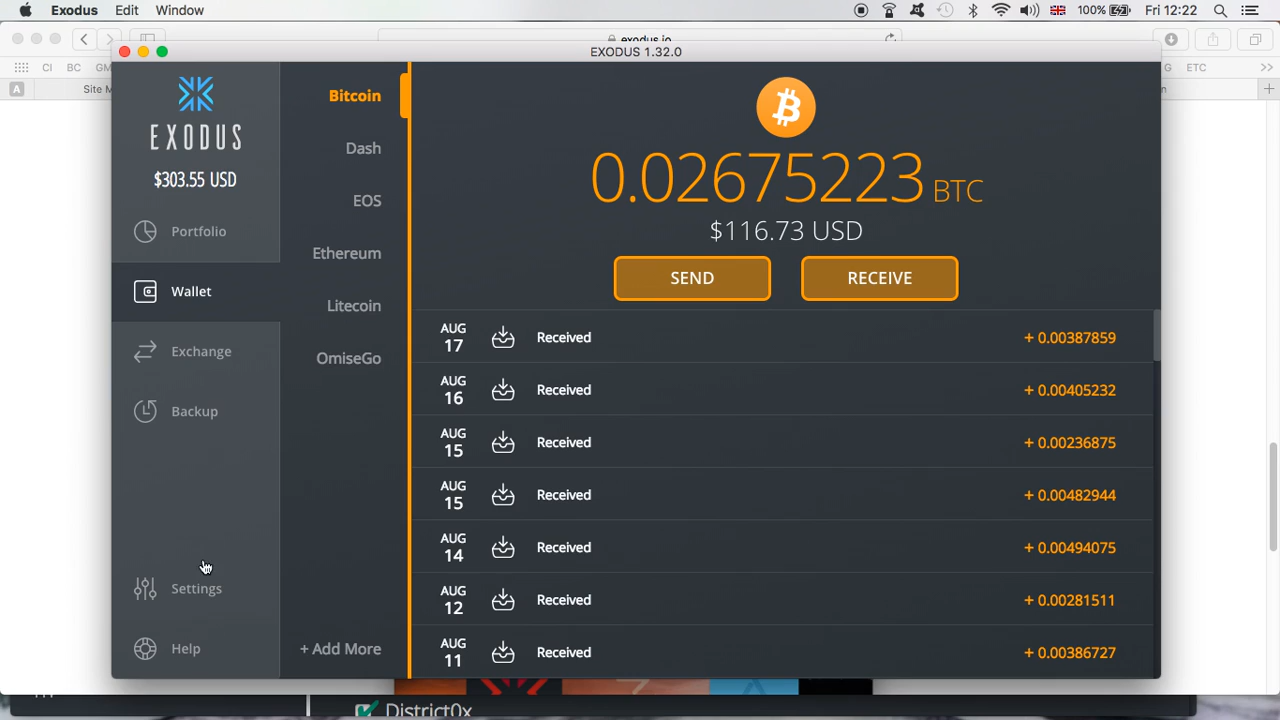 Exodus Edit Window 100% Fri 12:22
exodus.io
CI BC GM G ETC >>
A Site M n +
EXODUS 1.32.0
EXODUS
$303.55 USD
Portfolio
Wallet
Exchange
Backup
Settings
Help
Bitcoin
Dash
EOS
Ethereum
Litecoin
OmiseGo
+ Add More
0.02675223 BTC
$116.73 USD
SEND RECEIVE
AUG 17 Received + 0.00387859
AUG 16 Received + 0.00405232
AUG 15 Received + 0.00236875
AUG 15 Received + 0.00482944
AUG 14 Received + 0.00494075
AUG 12 Received + 0.00281511
AUG 11 Received + 0.00386727
District0x